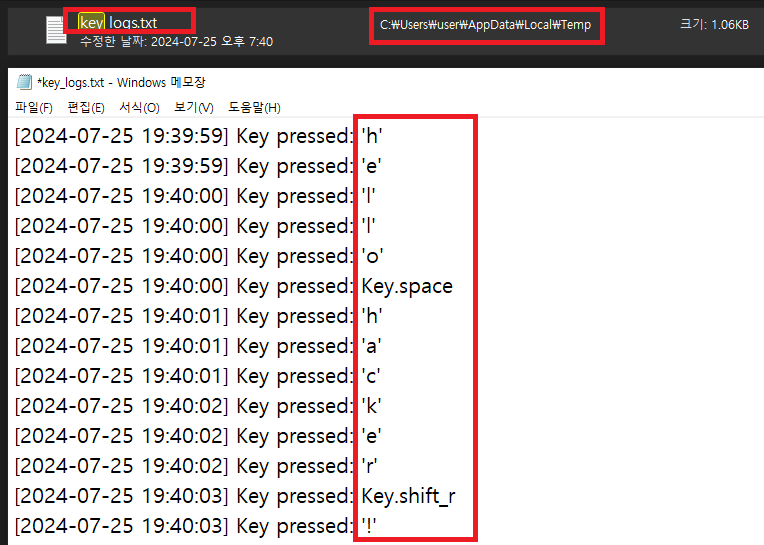 key_logs.txt
수정한 날짜: 2024-07-25 오후 7:40
C:₩Users₩user₩AppData₩Local₩Temp
크기: 1.06KB
*key_logs.txt - Windows 메모장
파일(F) 편집(E) 서식(O) 보기(V) 도움말(H)
[2024-07-25 19:39:59] Key pressed: 'h'
[2024-07-25 19:39:59] Key pressed: 'e'
[2024-07-25 19:40:00] Key pressed: 'l'
[2024-07-25 19:40:00] Key pressed: 'l'
[2024-07-25 19:40:00] Key pressed: 'o'
[2024-07-25 19:40:00] Key pressed: Key.space
[2024-07-25 19:40:01] Key pressed: 'h'
[2024-07-25 19:40:01] Key pressed: 'a'
[2024-07-25 19:40:01] Key pressed: 'c'
[2024-07-25 19:40:02] Key pressed: 'k'
[2024-07-25 19:40:02] Key pressed: 'e'
[2024-07-25 19:40:02] Key pressed: 'r'
[2024-07-25 19:40:03] Key pressed: Key.shift_r
[2024-07-25 19:40:03] Key pressed: '!'